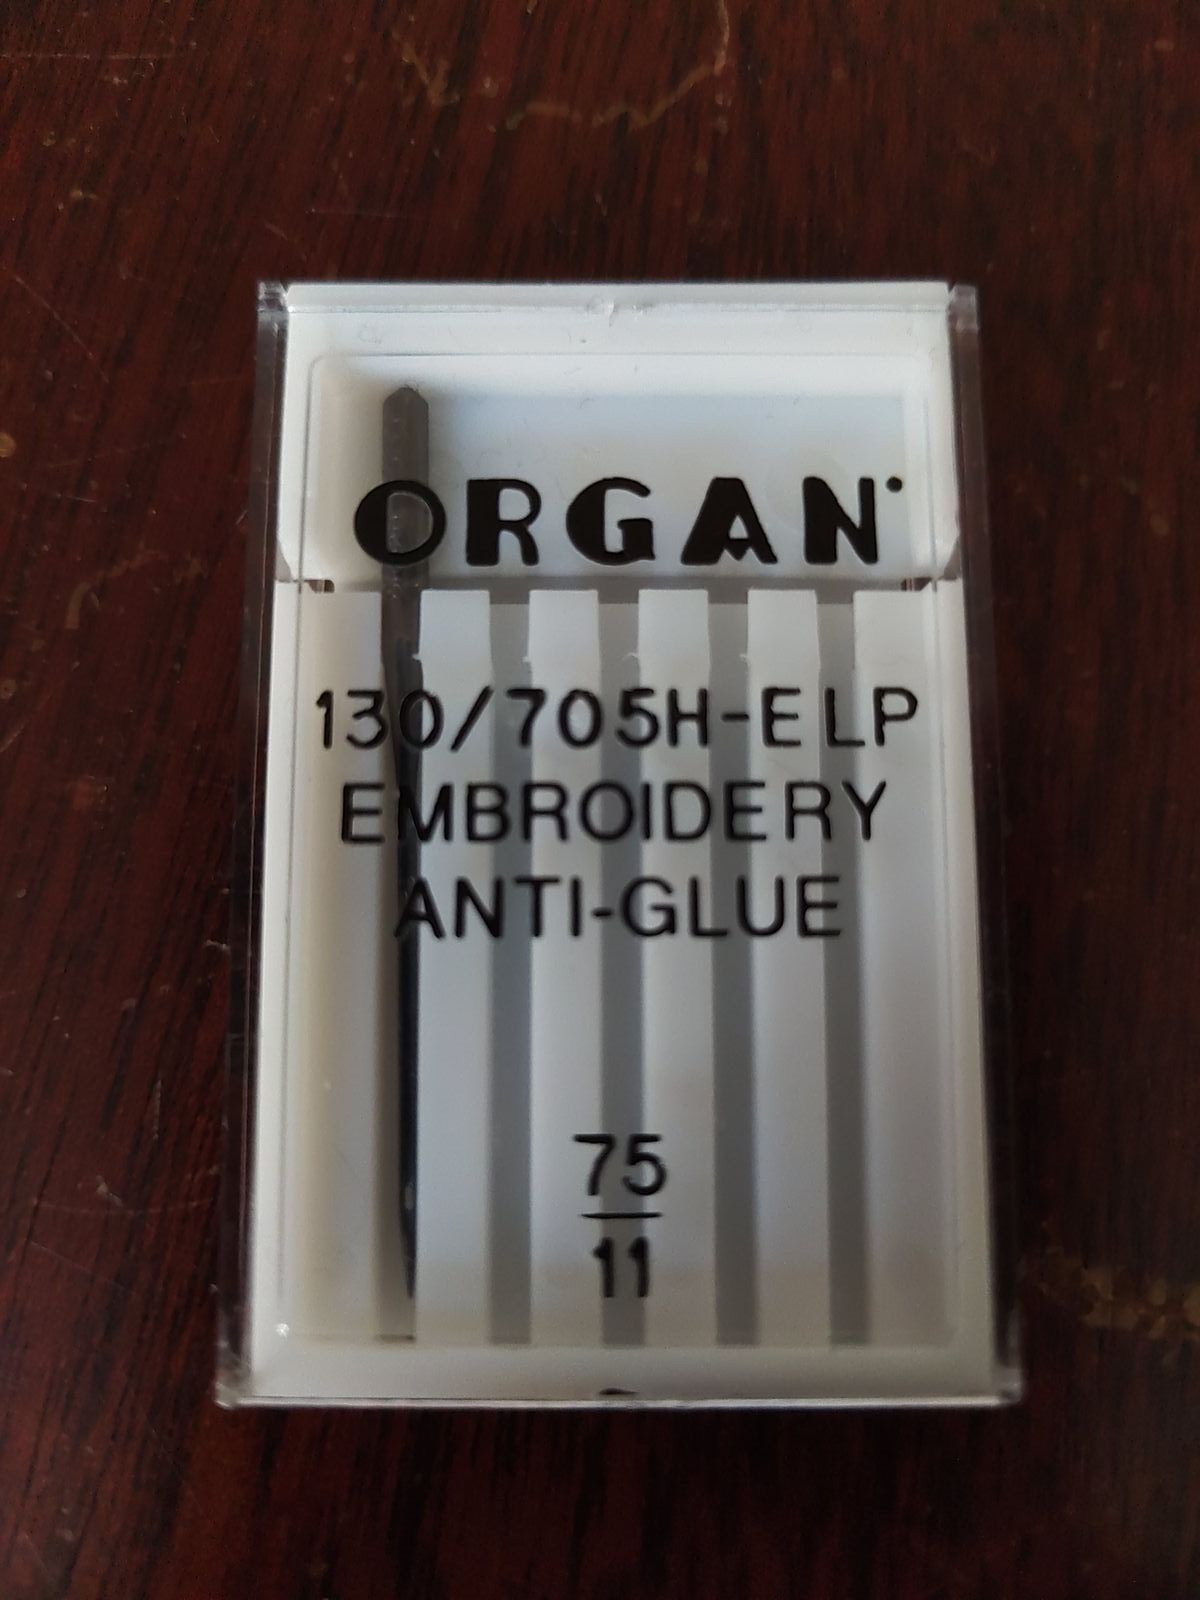 ORGAN
130/705H-ELP
EMBROIDERY
ANTI-GLUE
75
11